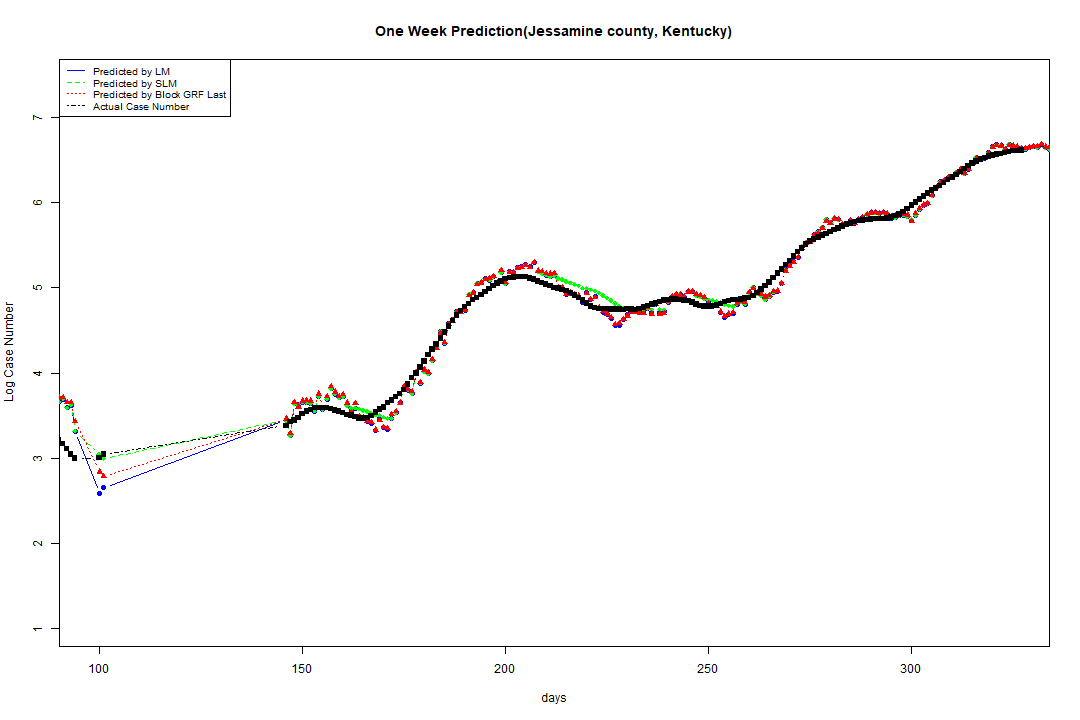 One Week Prediction(Jessamine county, Kentucky)
Predicted by LM
Predicted by SLM
Predicted by Block GRF Last
Actual Case Number
7
6
5
4
3
2
1
Log Case Number
100 150 200 250 300
days